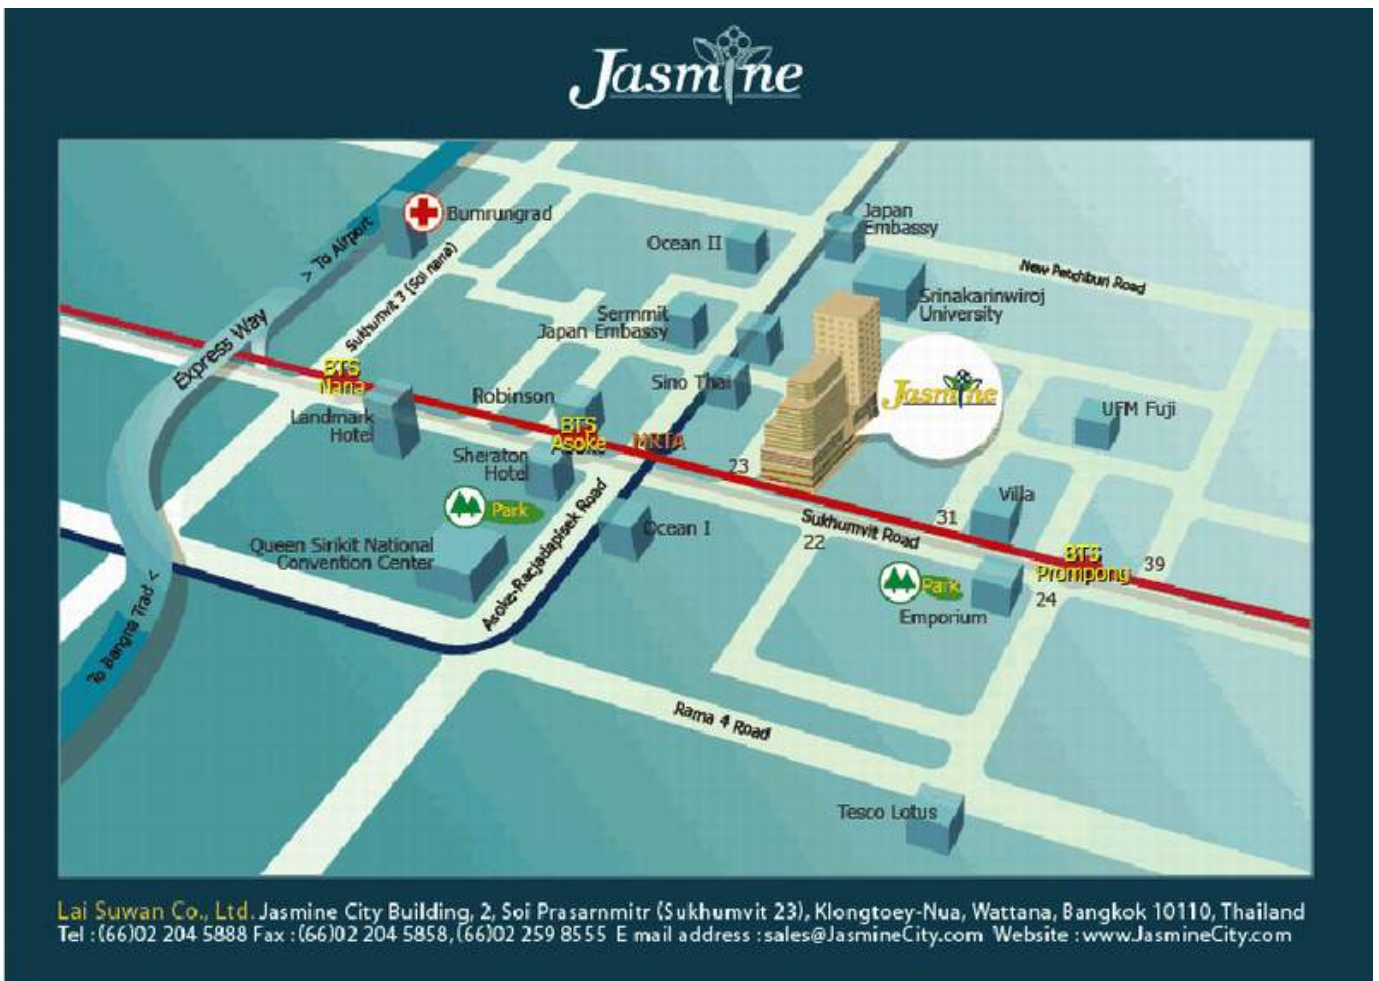 Jasmine
Bumrungrad
> To Airport
Sukhumvit 3 (Soi nana)
Express Way
Ocean II
Japan
Embassy
New Petchburi Road
Srinakarinwiroj
University
Sermmit
Japan Embassy
Sino Thai
Jasmine
UFM Fuji
BTS
Nana
Landmark
Hotel
Robinson
BTS
Asoke
MRTA
Sheraton
Hotel
23
Park
Asoke-Racjadapisek Road
Ocean I
Villa
31
Sukhumvit Road
22
Queen Sirikit National
Convention Center
BTS
Prompong
39
Park
24
Emporium
To Bangna Trad <
Rama 4 Road
Tesco Lotus
Lai Suwan Co., Ltd. Jasmine City Building, 2, Soi Prasarnmitr (Sukhumvit 23), Klongtoey-Nua, Wattana, Bangkok 10110, Thailand
Tel :(66)02 204 5888 Fax :(66)02 204 5858,(66)02 259 8555 E mail address :sales@JasmineCity.com Website :www.JasmineCity.com